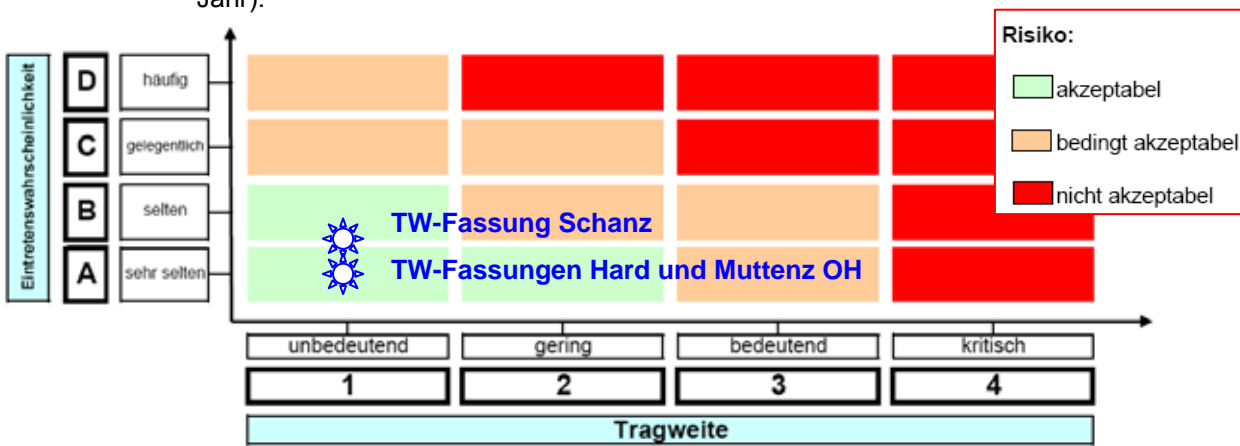 Jahr).
Risiko:
akzeptabel
bedingt akzeptabel
nicht akzeptabel
Eintretenswahrscheinlichkeit
D häufig
C gelegentlich
B selten
TW-Fassung Schanz
A sehr selten
TW-Fassungen Hard und Muttenz OH
unbedeutend gering bedeutend kritisch
1 2 3 4
Tragweite